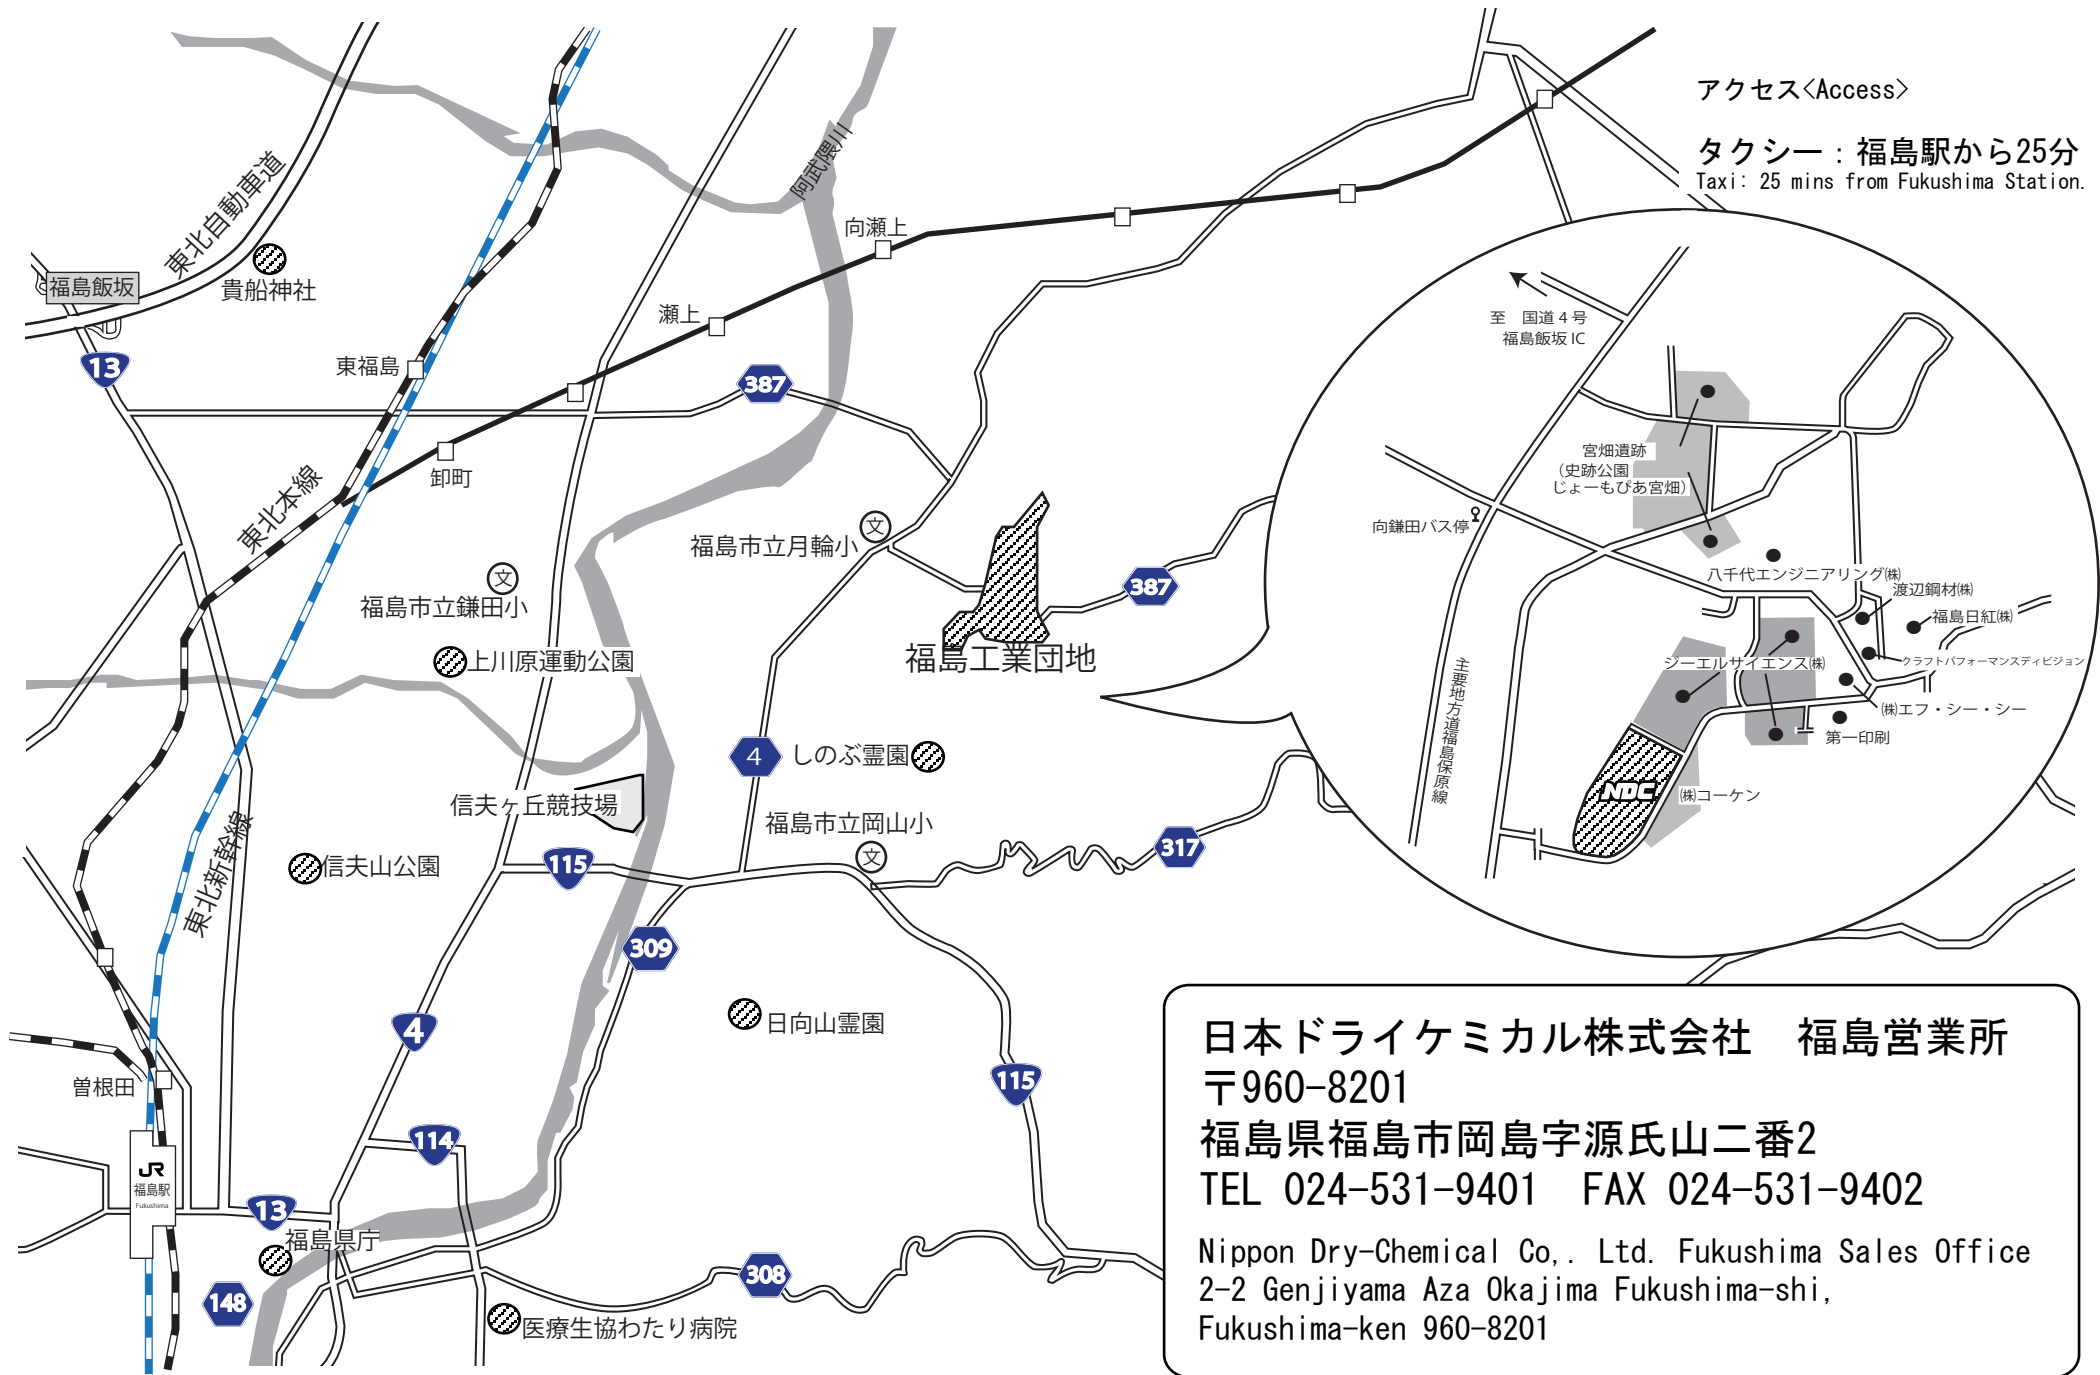 アクセス<Access>
タクシー：福島駅から25分
Taxi: 25 mins from Fukushima Station.
阿武隈川
東北自動車道
向瀬上
福島飯坂
貴船神社
瀬上
至　国道４号
福島飯坂 IC
東福島
13
387
宮畑遺跡
（史跡公園
じょーもぴあ宮畑）
卸町
東北本線
向鎌田バス停
文
福島市立月輪小
八千代エンジニアリング㈱
文
福島市立鎌田小
387
渡辺鋼材㈱
福島日紅㈱
上川原運動公園
福島工業団地
ジーエルサイエンス㈱
クラフトパフォーマンスディビジョン
主要地方道福島保原線
㈱エフ・シー・シー
第一印刷
4
しのぶ霊園
信夫ヶ丘競技場
NDC
㈱コーケン
福島市立岡山小
文
317
東北新幹線
信夫山公園
115
309
日向山霊園
4
115
曽根田
114
JR
福島駅
Fukushima
13
福島県庁
148
308
医療生協わたり病院
日本ドライケミカル株式会社　福島営業所
〒960-8201
福島県福島市岡島字源氏山二番2
TEL 024-531-9401　FAX 024-531-9402
Nippon Dry-Chemical Co,. Ltd. Fukushima Sales Office
2-2 Genjiyama Aza Okajima Fukushima-shi,
Fukushima-ken 960-8201